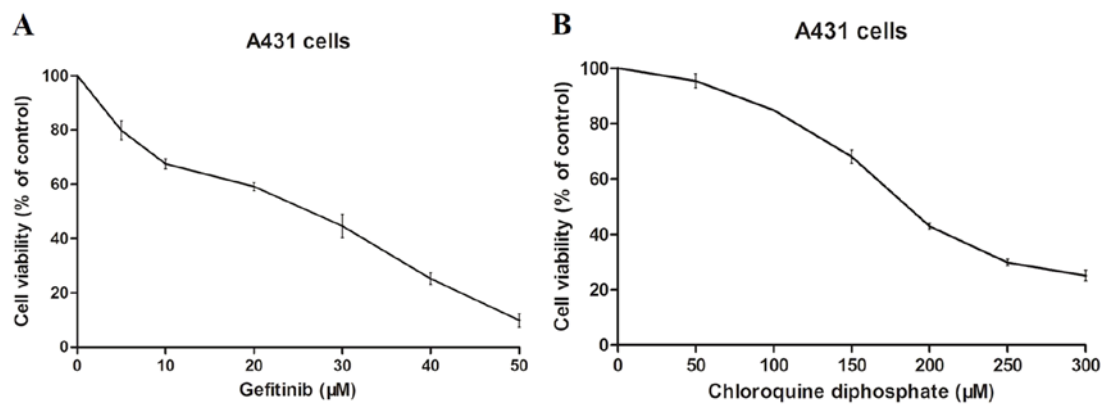 A
A431 cells
Cell viability (% of control)
100
80
60
40
20
0
0 10 20 30 40 50
Gefitinib (µM)
B
A431 cells
Cell viability (% of control)
100
80
60
40
20
0
0 50 100 150 200 250 300
Chloroquine diphosphate (µM)